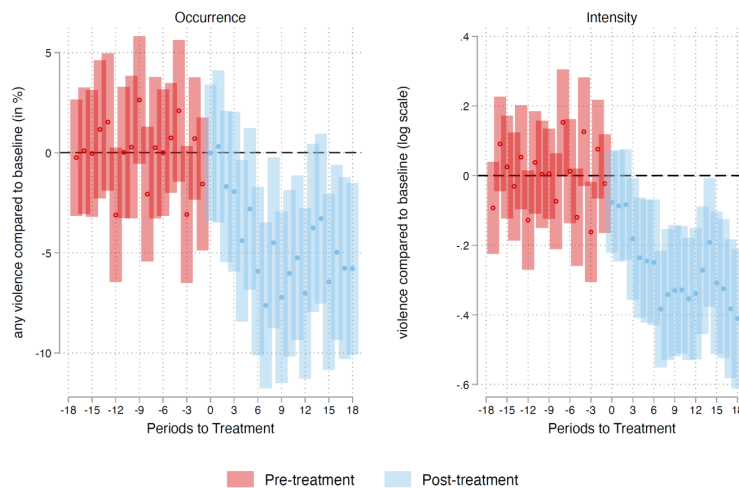 Occurrence
any violence compared to baseline (in %)
5
0
-5
-10
-18 -15 -12 -9 -6 -3 0 3 6 9 12 15 18
Periods to Treatment
Intensity
violence compared to baseline (log scale)
.4
.2
0
-.2
-.4
-.6
-18 -15 -12 -9 -6 -3 0 3 6 9 12 15 18
Periods to Treatment
Pre-treatment Post-treatment